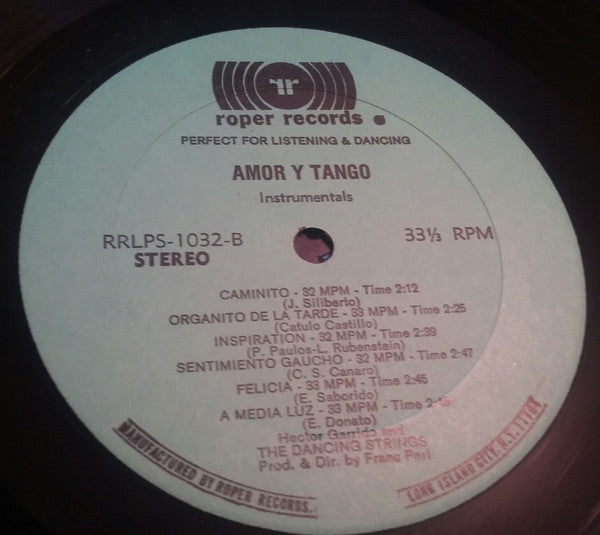 rr
roper records
PERFECT FOR LISTENING & DANCING
AMOR Y TANGO
Instrumentals
RRLPS-1032-B
STEREO
33⅓ RPM
CAMINITO - 32 MPM - Time 2:12
(J. Siliberto)
ORGANITO DE LA TARDE - 33 MPM - Time 2:25
(Catulo Castillo)
INSPIRATION - 32 MPM - Time 2:39
(P. Paulos-L. Rubenstein)
SENTIMIENTO GAUCHO - 32 MPM - Time 2:47
(C. S. Canaro)
FELICIA - 33 MPM - Time 2:45
(E. Saborido)
A MEDIA LUZ - 33 MPM - Time
(E. Donato)
Hector Garrido and
THE DANCING STRINGS
Prod. & Dir. by Franc Peri
MANUFACTURED BY ROPER RECORDS.
LONG ISLAND CITY, N.Y.